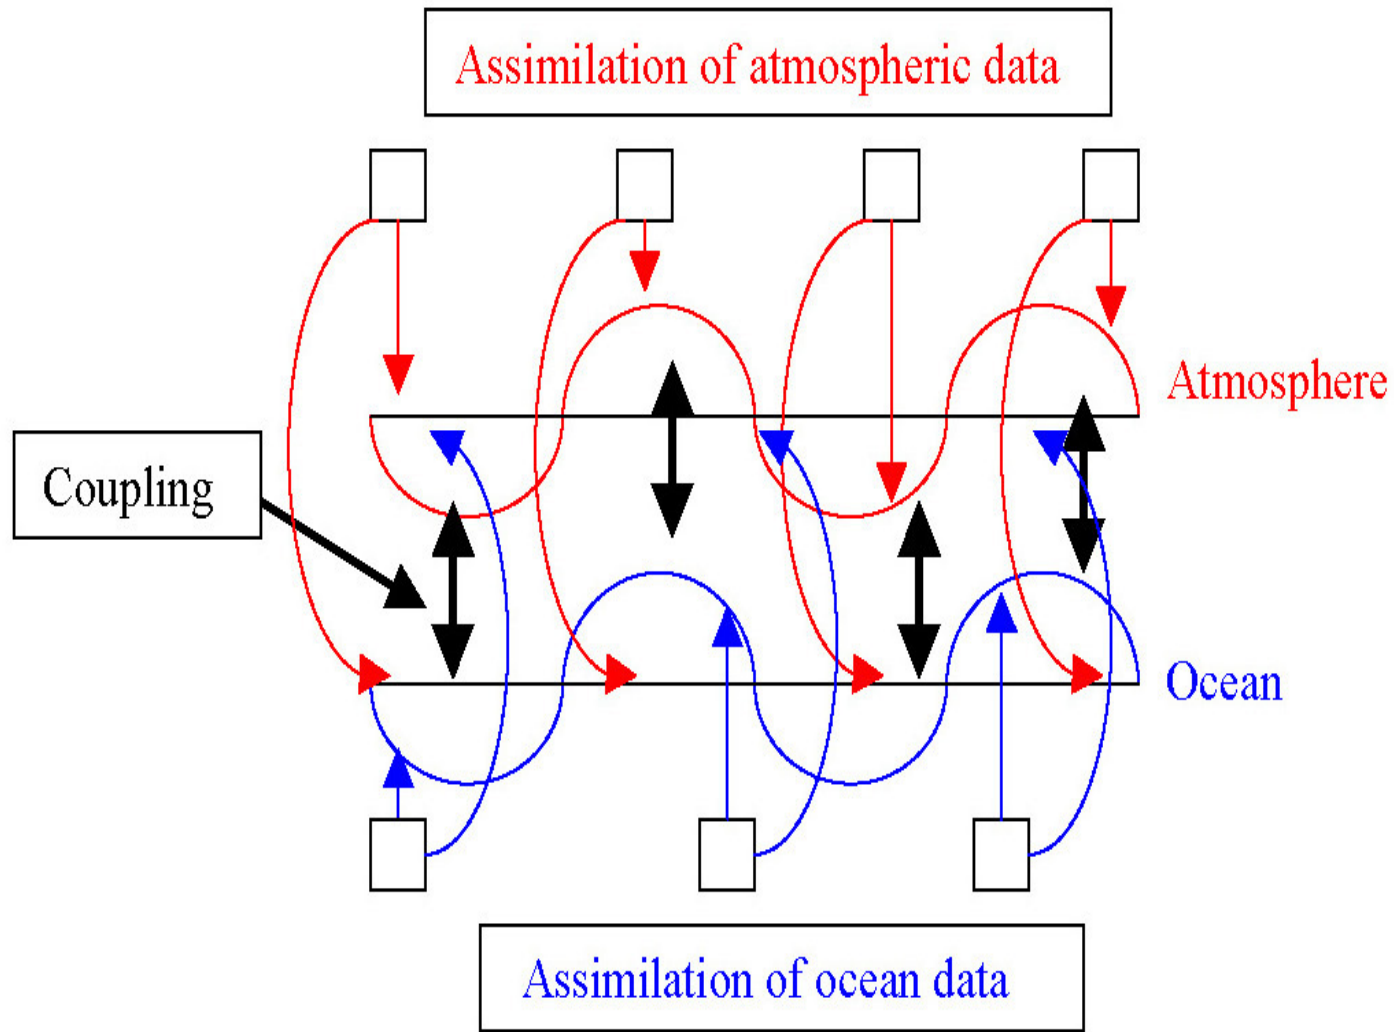 Assimilation of atmospheric data
Atmosphere
Coupling
Ocean
Assimilation of ocean data